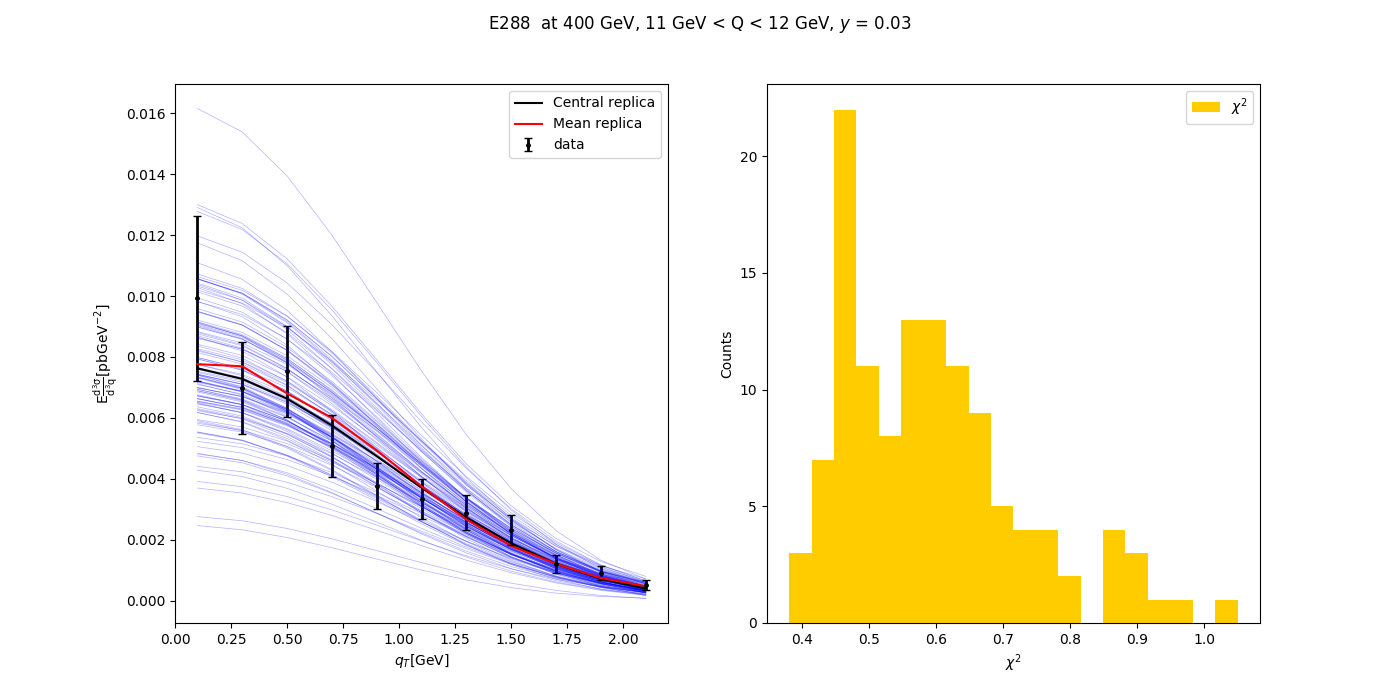 E288 at 400 GeV, 11 GeV < Q < 12 GeV, y = 0.03
Central replica
Mean replica
data
0.016
0.014
0.012
0.010
0.008
0.006
0.004
0.002
0.000
E d³σ/d³q [pbGeV⁻²]
0.00 0.25 0.50 0.75 1.00 1.25 1.50 1.75 2.00
q_T[GeV]
χ²
20
15
10
5
0
Counts
0.4 0.5 0.6 0.7 0.8 0.9 1.0
χ²